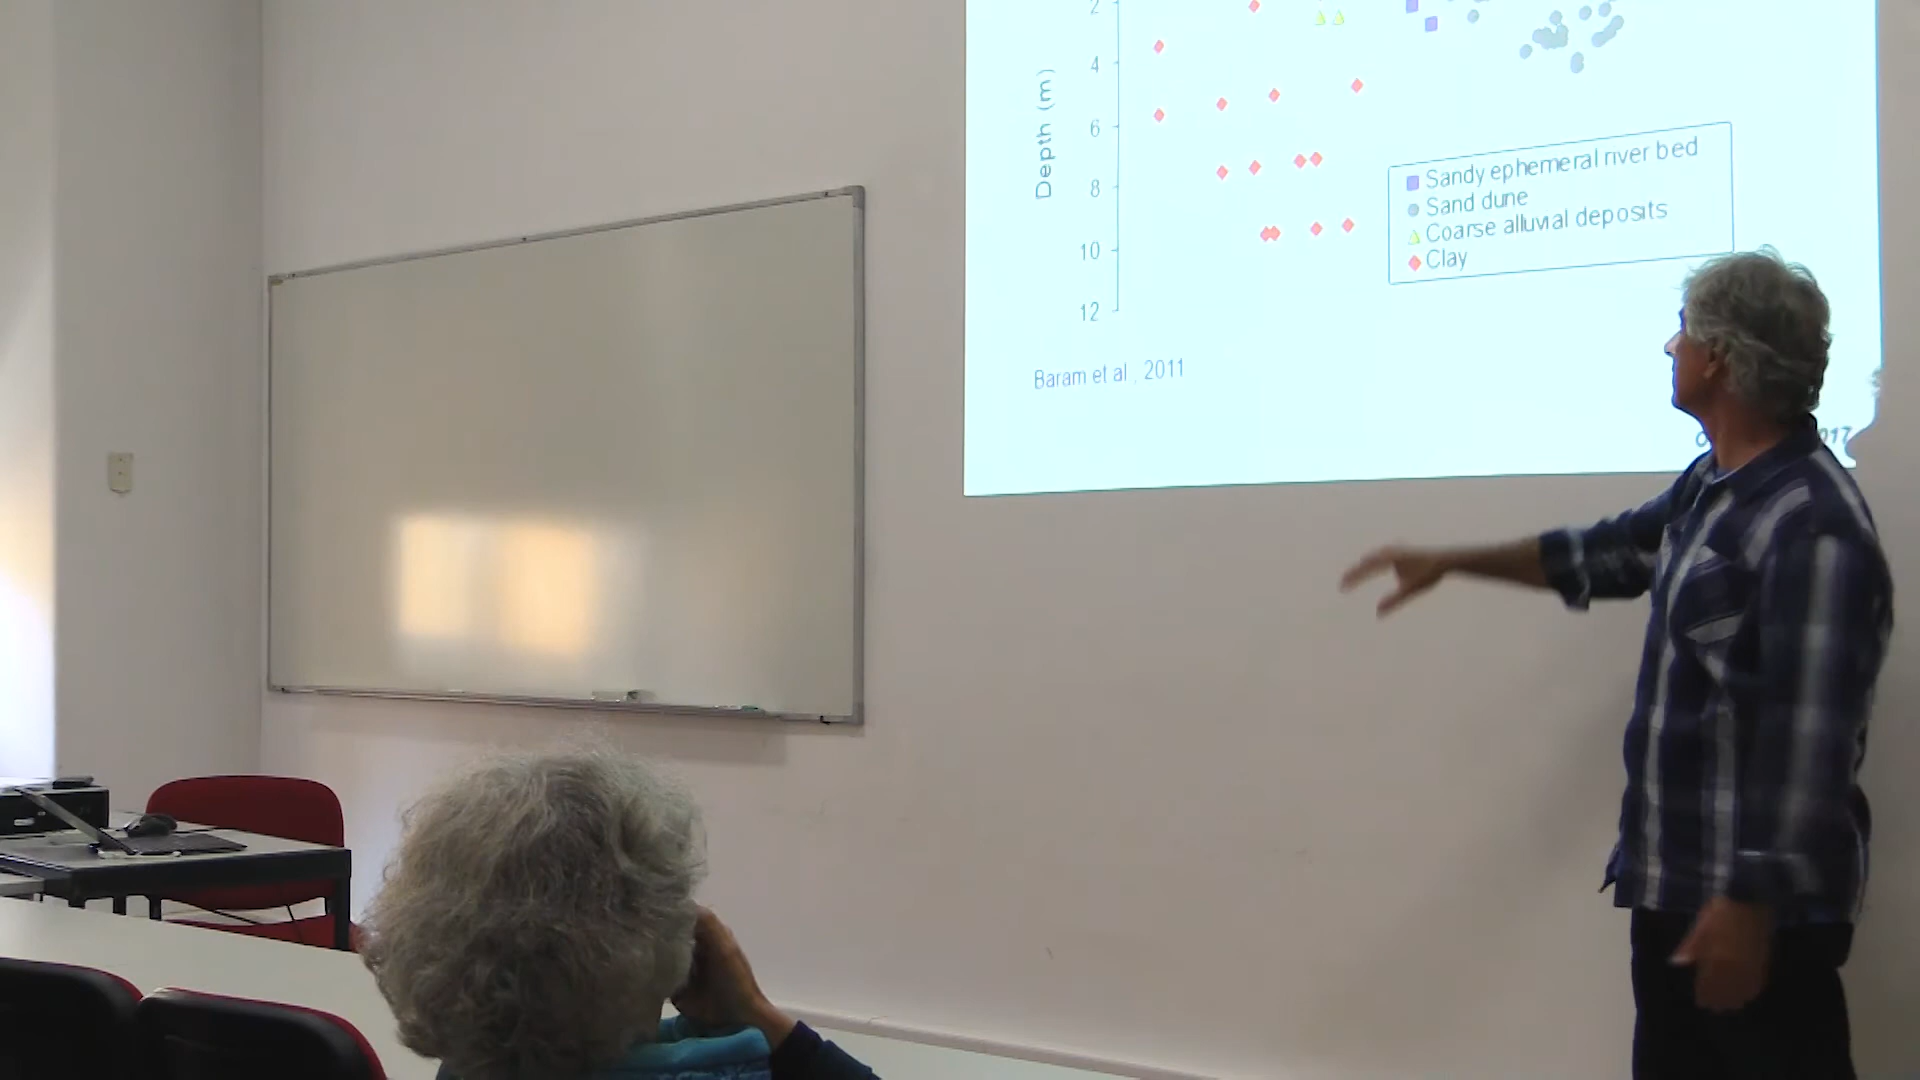 2
4
6
8
10
12
Depth (m)
Sandy ephemeral river bed
Sand dune
Coarse alluvial deposits
Clay
Baram et al., 2011